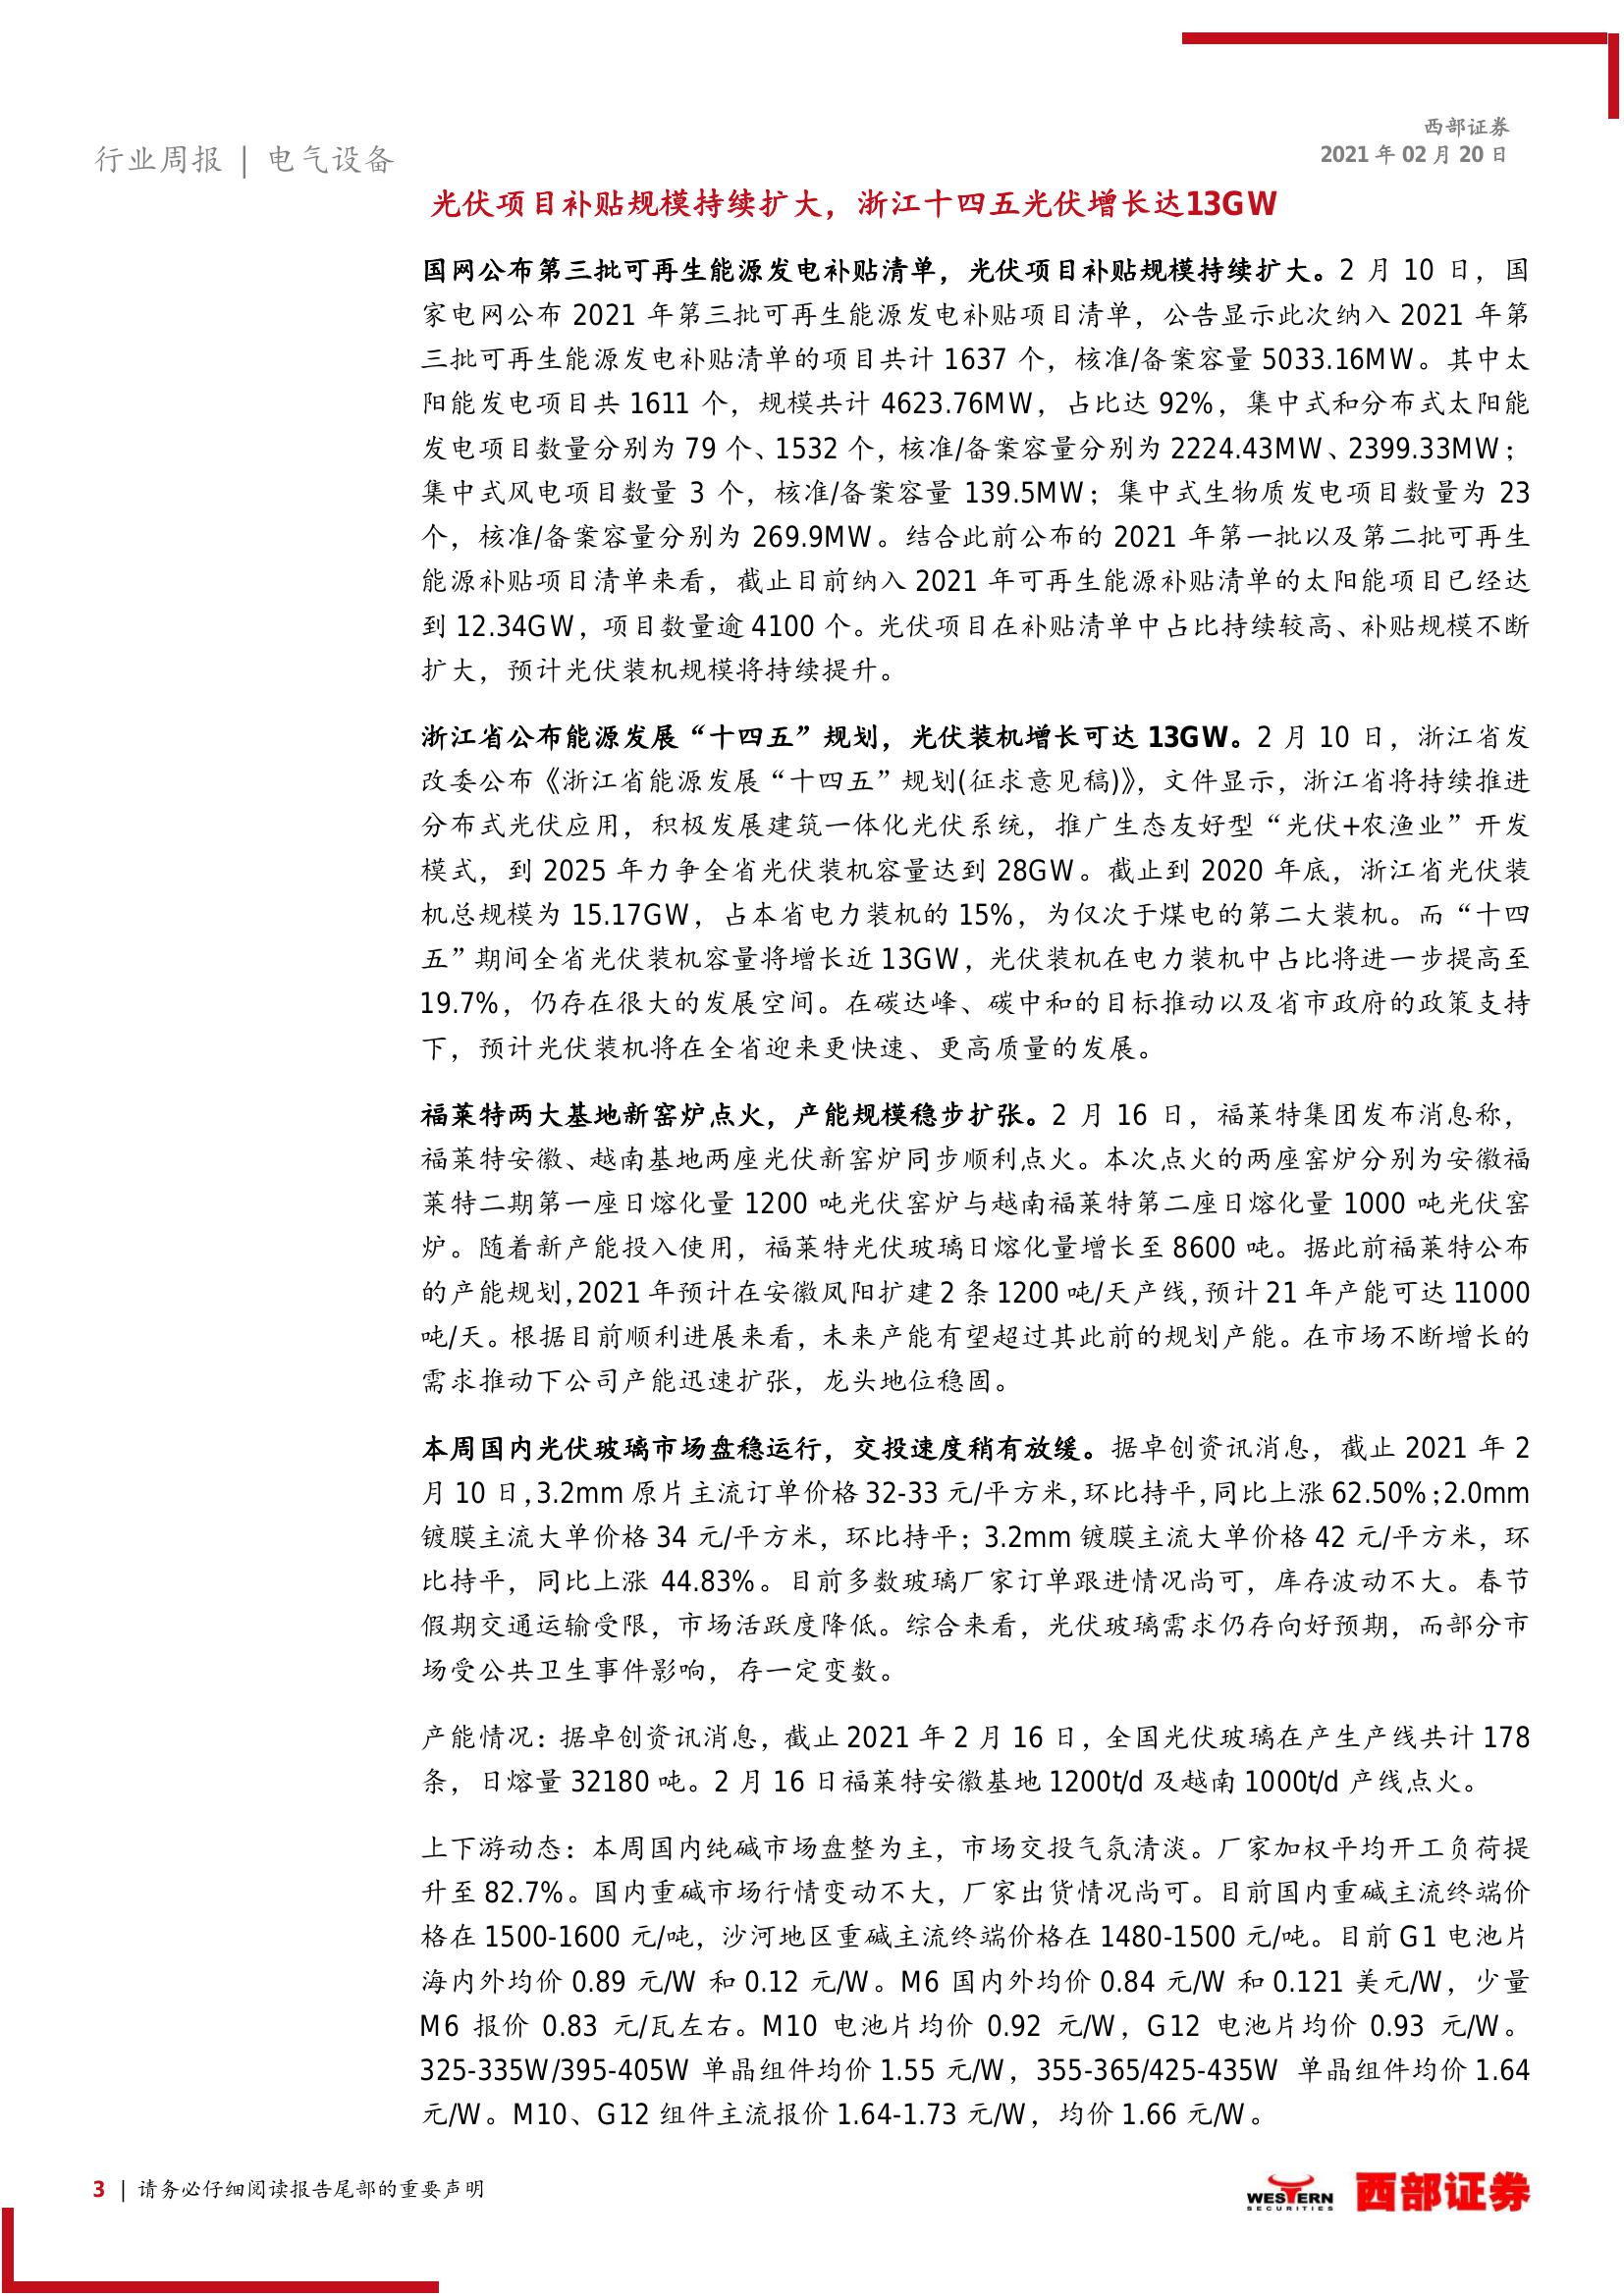 西部证券
2021 年 02 月 20 日
行业周报 | 电气设备
光伏项目补贴规模持续扩大，浙江十四五光伏增长达13GW
国网公布第三批可再生能源发电补贴清单，光伏项目补贴规模持续扩大。2 月 10 日，国
家电网公布 2021 年第三批可再生能源发电补贴项目清单，公告显示此次纳入 2021 年第
三批可再生能源发电补贴清单的项目共计 1637 个，核准/备案容量 5033.16MW。其中太
阳能发电项目共 1611 个，规模共计 4623.76MW，占比达 92%，集中式和分布式太阳能
发电项目数量分别为 79 个、1532 个，核准/备案容量分别为 2224.43MW、2399.33MW；
集中式风电项目数量 3 个，核准/备案容量 139.5MW；集中式生物质发电项目数量为 23
个，核准/备案容量分别为 269.9MW。结合此前公布的 2021 年第一批以及第二批可再生
能源补贴项目清单来看，截止目前纳入 2021 年可再生能源补贴清单的太阳能项目已经达
到 12.34GW，项目数量逾 4100 个。光伏项目在补贴清单中占比持续较高、补贴规模不断
扩大，预计光伏装机规模将持续提升。
浙江省公布能源发展“十四五”规划，光伏装机增长可达 13GW。2 月 10 日，浙江省发
改委公布《浙江省能源发展“十四五”规划(征求意见稿)》，文件显示，浙江省将持续推进
分布式光伏应用，积极发展建筑一体化光伏系统，推广生态友好型“光伏+农渔业”开发
模式，到 2025 年力争全省光伏装机容量达到 28GW。截止到 2020 年底，浙江省光伏装
机总规模为 15.17GW，占本省电力装机的 15%，为仅次于煤电的第二大装机。而“十四
五”期间全省光伏装机容量将增长近 13GW，光伏装机在电力装机中占比将进一步提高至
19.7%，仍存在很大的发展空间。在碳达峰、碳中和的目标推动以及省市政府的政策支持
下，预计光伏装机将在全省迎来更快速、更高质量的发展。
福莱特两大基地新窑炉点火，产能规模稳步扩张。2 月 16 日，福莱特集团发布消息称，
福莱特安徽、越南基地两座光伏新窑炉同步顺利点火。本次点火的两座窑炉分别为安徽福
莱特二期第一座日熔化量 1200 吨光伏窑炉与越南福莱特第二座日熔化量 1000 吨光伏窑
炉。随着新产能投入使用，福莱特光伏玻璃日熔化量增长至 8600 吨。据此前福莱特公布
的产能规划，2021 年预计在安徽凤阳扩建 2 条 1200 吨/天产线，预计 21 年产能可达 11000
吨/天。根据目前顺利进展来看，未来产能有望超过其此前的规划产能。在市场不断增长的
需求推动下公司产能迅速扩张，龙头地位稳固。
本周国内光伏玻璃市场盘稳运行，交投速度稍有放缓。据卓创资讯消息，截止 2021 年 2
月 10 日，3.2mm 原片主流订单价格 32-33 元/平方米，环比持平，同比上涨 62.50%；2.0mm
镀膜主流大单价格 34 元/平方米，环比持平；3.2mm 镀膜主流大单价格 42 元/平方米，环
比持平，同比上涨 44.83%。目前多数玻璃厂家订单跟进情况尚可，库存波动不大。春节
假期交通运输受限，市场活跃度降低。综合来看，光伏玻璃需求仍存向好预期，而部分市
场受公共卫生事件影响，存一定变数。
产能情况：据卓创资讯消息，截止 2021 年 2 月 16 日，全国光伏玻璃在产生产线共计 178
条，日熔量 32180 吨。2 月 16 日福莱特安徽基地 1200t/d 及越南 1000t/d 产线点火。
上下游动态：本周国内纯碱市场盘整为主，市场交投气氛清淡。厂家加权平均开工负荷提
升至 82.7%。国内重碱市场行情变动不大，厂家出货情况尚可。目前国内重碱主流终端价
格在 1500-1600 元/吨，沙河地区重碱主流终端价格在 1480-1500 元/吨。目前 G1 电池片
海内外均价 0.89 元/W 和 0.12 元/W。M6 国内外均价 0.84 元/W 和 0.121 美元/W，少量
M6 报价 0.83 元/瓦左右。M10 电池片均价 0.92 元/W，G12 电池片均价 0.93 元/W。
325-335W/395-405W 单晶组件均价 1.55 元/W，355-365/425-435W 单晶组件均价 1.64
元/W。M10、G12 组件主流报价 1.64-1.73 元/W，均价 1.66 元/W。
3 | 请务必仔细阅读报告尾部的重要声明
WESTERN
SECURITIES
西部证券